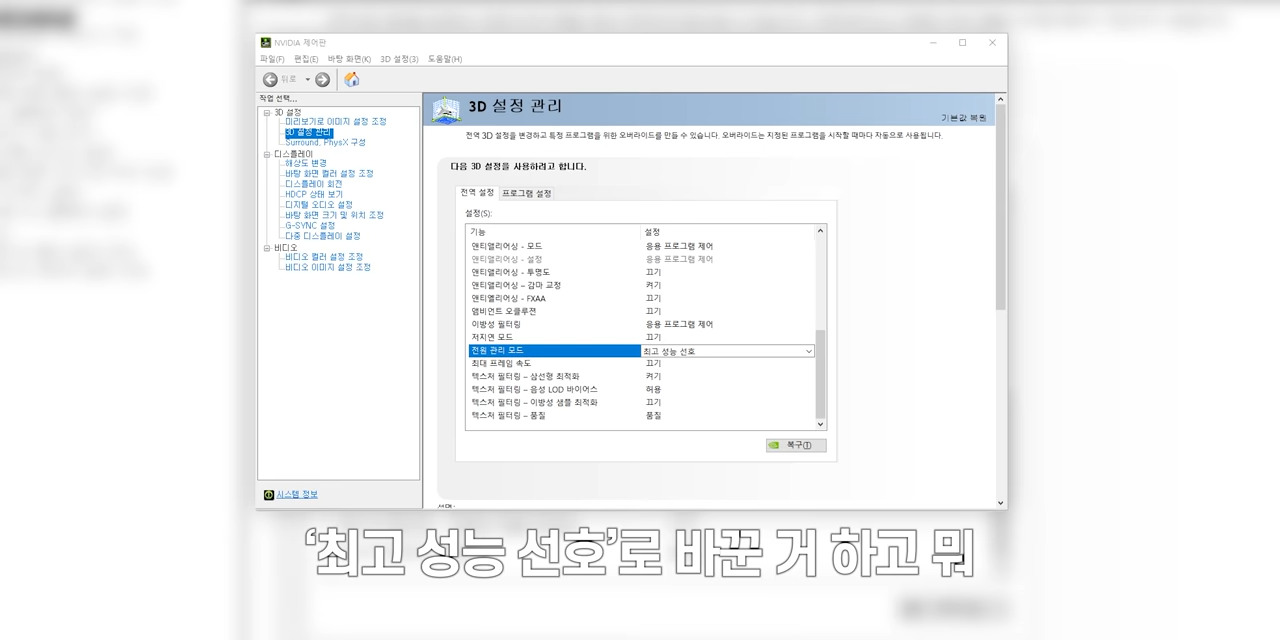 NVIDIA 제어판
파일(F) 편집(E) 바탕 화면(K) 3D 설정(3) 도움말(H)
뒤로
작업 선택...
3D 설정
미리보기로 이미지 설정 조정
3D 설정 관리
Surround, PhysX 구성
디스플레이
해상도 변경
바탕 화면 컬러 설정 조정
디스플레이 회전
HDCP 상태 보기
디지털 오디오 설정
바탕 화면 크기 및 위치 조정
G-SYNC 설정
다중 디스플레이 설정
비디오
비디오 컬러 설정 조정
비디오 이미지 설정 조정
시스템 정보
3D 설정 관리
기본값 복원
전역 3D 설정을 변경하고 특정 프로그램을 위한 오버라이드를 만들 수 있습니다. 오버라이드는 지정된 프로그램을 시작할 때마다 자동으로 사용됩니다.
다음 3D 설정을 사용하려고 합니다.
전역 설정 프로그램 설정
설정(S):
기능 설정
앤티앨리어싱 - 모드 응용 프로그램 제어
앤티앨리어싱 - 설정 응용 프로그램 제어
앤티앨리어싱 - 투명도 끄기
앤티앨리어싱 – 감마 교정 켜기
앤티엘리어싱 - FXAA 끄기
앰비언트 오클루전 끄기
이방성 필터링 응용 프로그램 제어
저지연 모드 끄기
전원 관리 모드 최고 성능 선호
최대 프레임 속도 끄기
텍스처 필터링 – 삼선형 최적화 켜기
텍스처 필터링 – 음성 LOD 바이어스 허용
텍스처 필터링 – 이방성 샘플 최적화 끄기
텍스처 필터링 – 품질 품질
복구(T)
‘최고 성능 선호’로 바꾼 거 하고 뭐